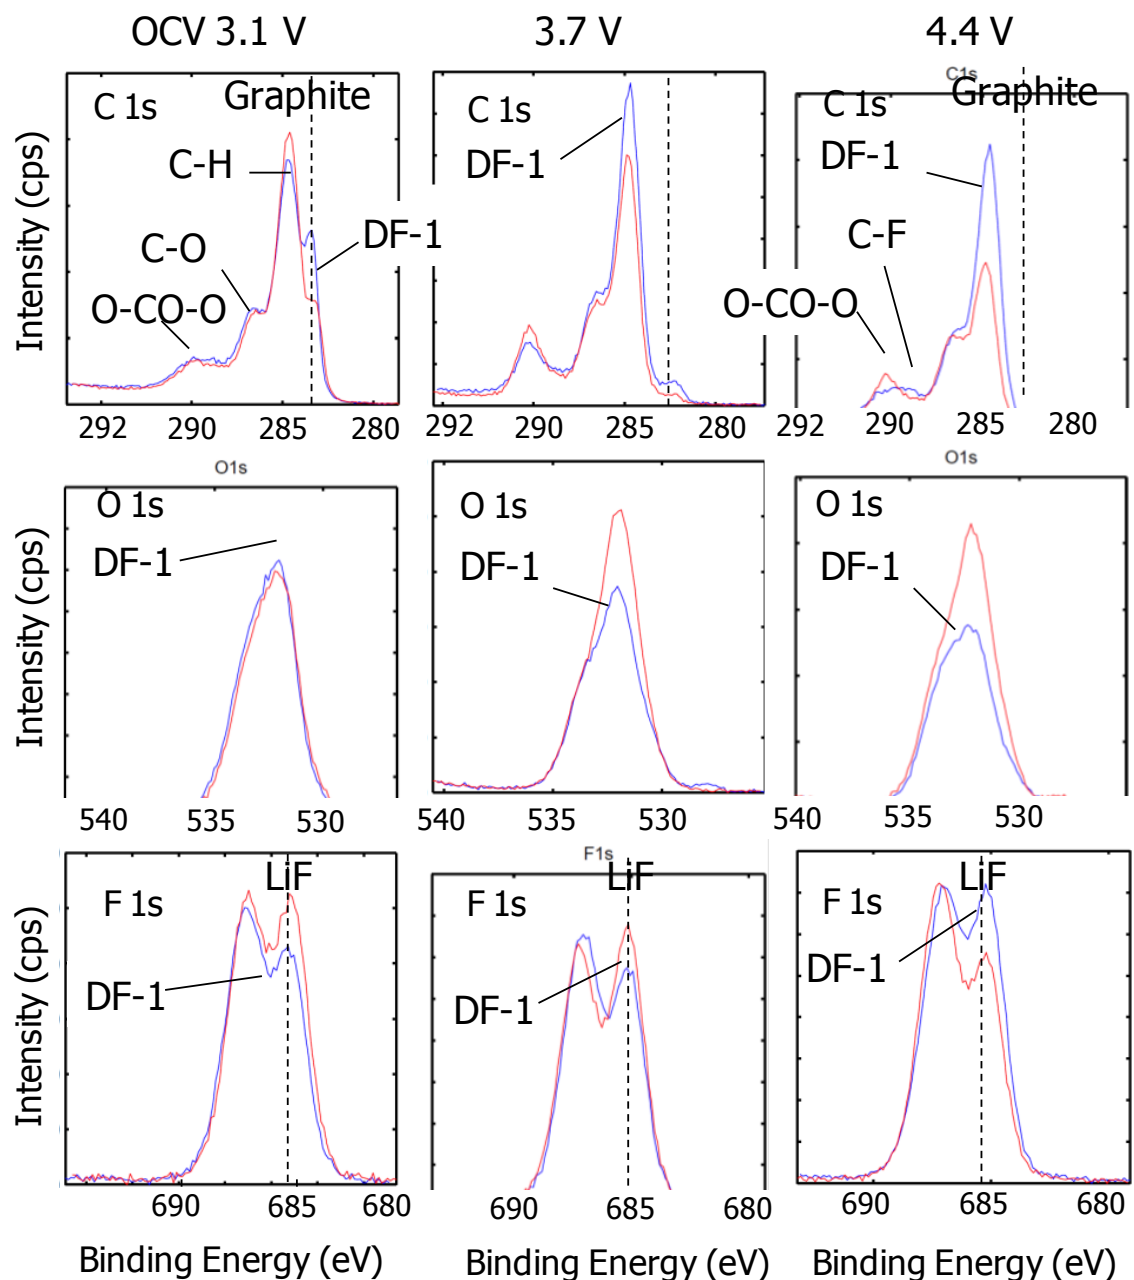 OCV 3.1 V
3.7 V
4.4 V
Intensity (cps)
C 1s
Graphite
C-H
C-O
O-CO-O
DF-1
292
290
285
280
C 1s
DF-1
292
290
285
280
C1s
C 1s
Graphite
DF-1
C-F
O-CO-O
292
290
285
280
Intensity (cps)
O1s
O 1s
DF-1
540
535
530
O 1s
DF-1
540
535
530
O1s
O 1s
DF-1
540
535
530
Intensity (cps)
F 1s
LiF
DF-1
690
685
680
F1s
F 1s
LiF
DF-1
690
685
680
F 1s
LiF
DF-1
690
685
680
Binding Energy (eV)
Binding Energy (eV)
Binding Energy (eV)